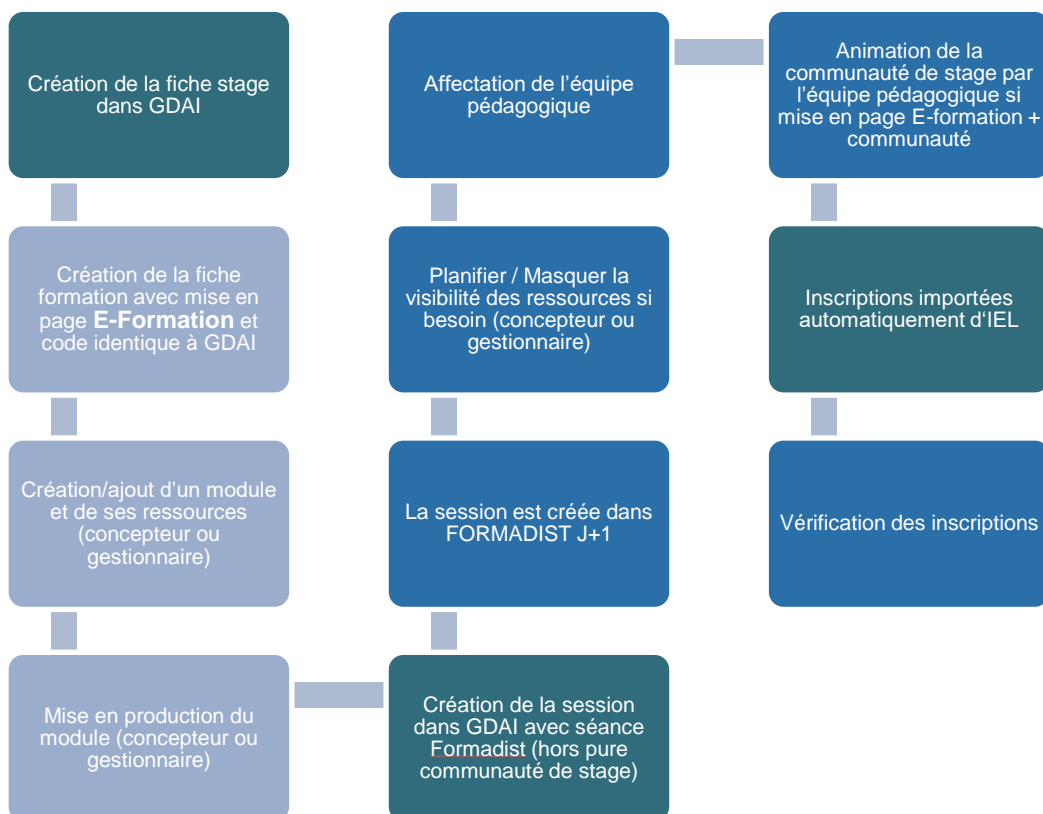 Création de la fiche stage
dans GDAI
Création de la fiche
formation avec mise en
page E-Formation et
code identique à GDAI
Création/ajout d’un module
et de ses ressources
(concepteur ou
gestionnaire)
Mise en production du
module (concepteur ou
gestionnaire)
Création de la session
dans GDAI avec séance
Formadist (hors pure
communauté de stage)
La session est créée dans
FORMADIST J+1
Planifier / Masquer la
visibilité des ressources si
besoin (concepteur ou
gestionnaire)
Affectation de l’équipe
pédagogique
Animation de la
communauté de stage par
l’équipe pédagogique si
mise en page E-formation +
communauté
Inscriptions importées
automatiquement d‘IEL
Vérification des inscriptions